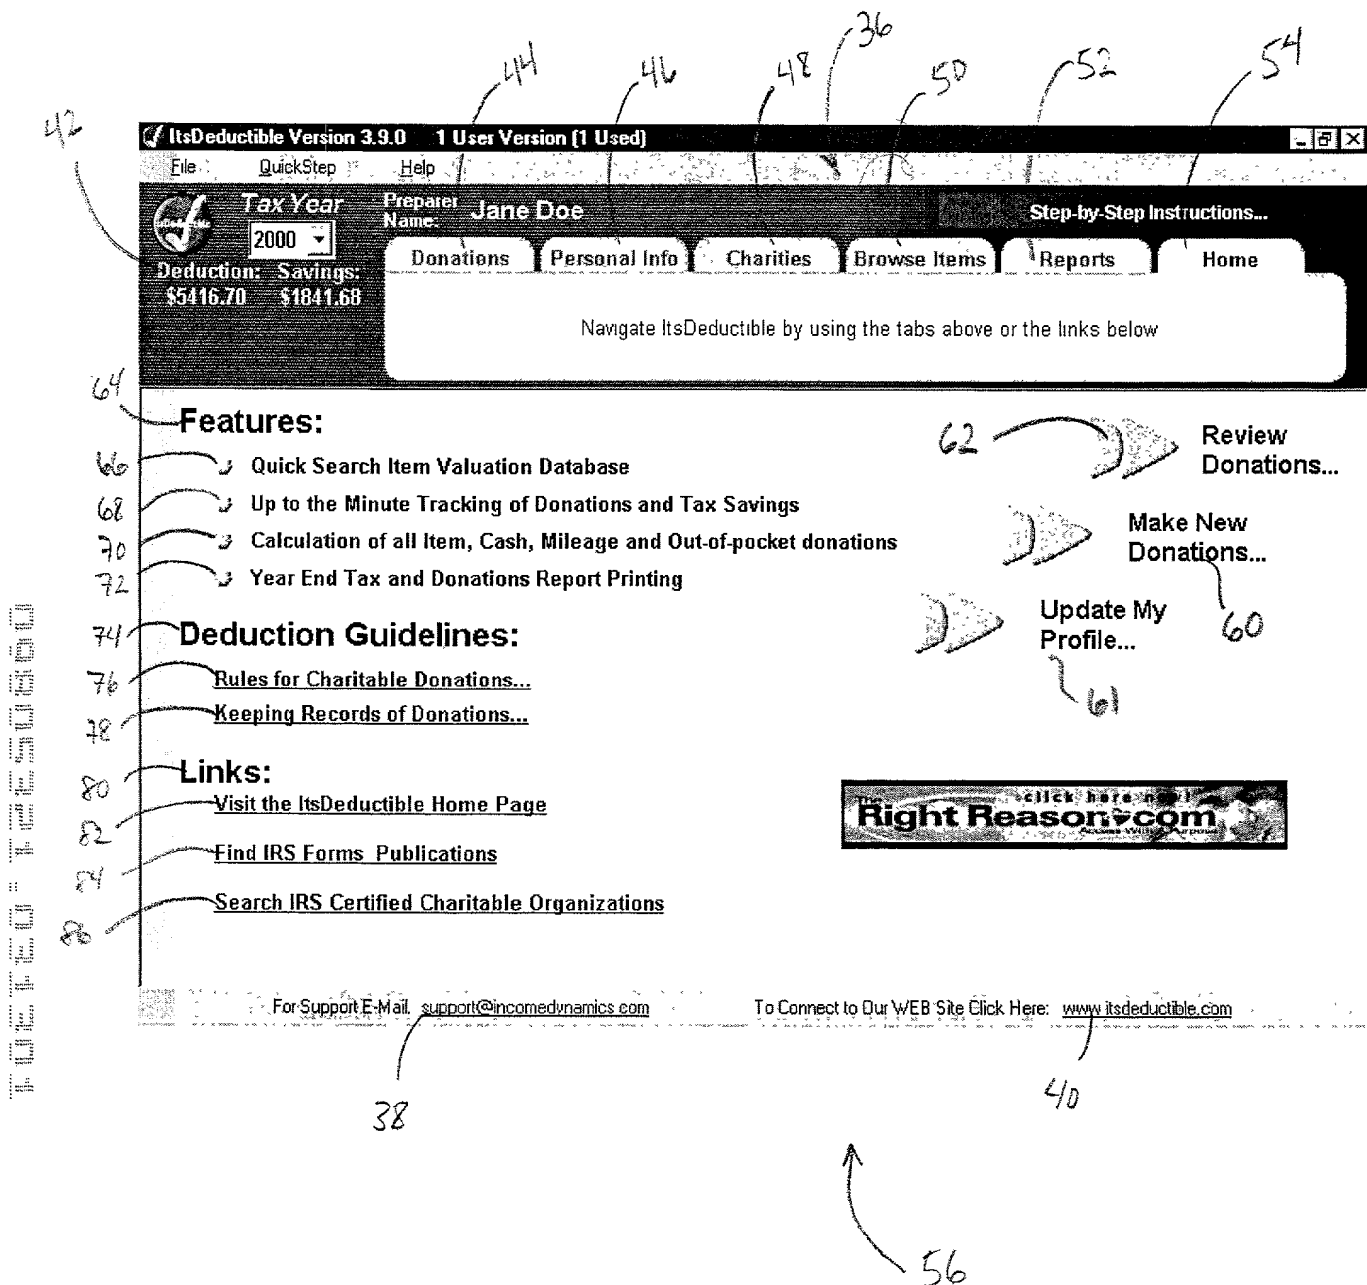 36
44 46 48 50 52 54
42
ItsDeductible Version 3.9.0 1 User Version (1 Used)
File QuickStep Help
Tax Year
2000
Preparer Name: Jane Doe
Step-by-Step Instructions...
Deduction: Savings:
$5416.70 $1841.68
Donations Personal Info Charities Browse Items Reports Home
Navigate ItsDeductible by using the tabs above or the links below
64
Features:
66 Quick Search Item Valuation Database
68 Up to the Minute Tracking of Donations and Tax Savings
70 Calculation of all Item, Cash, Mileage and Out-of-pocket donations
72 Year End Tax and Donations Report Printing
62
Review
Donations...
Make New
Donations...
60
Update My
Profile...
61
74 Deduction Guidelines:
76 Rules for Charitable Donations...
78 Keeping Records of Donations...
80 Links:
82 Visit the ItsDeductible Home Page
84 Find IRS Forms Publications
86 Search IRS Certified Charitable Organizations
click here now!
The Right Reason.com
Access With Purpose
For Support E-Mail. support@incomedynamics.com To Connect to Our WEB Site Click Here: www.itsdeductible.com
38
40
56